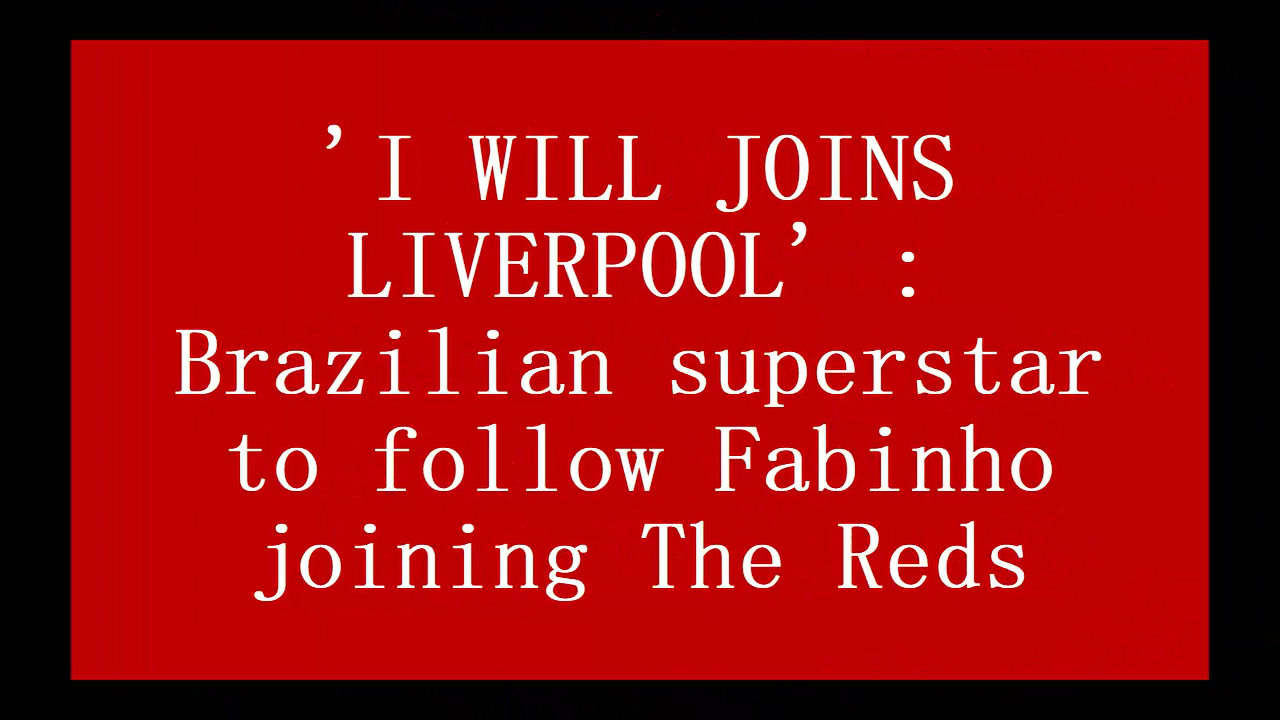 ’I WILL JOINS
LIVERPOOL’ :
Brazilian superstar
to follow Fabinho
joining The Reds